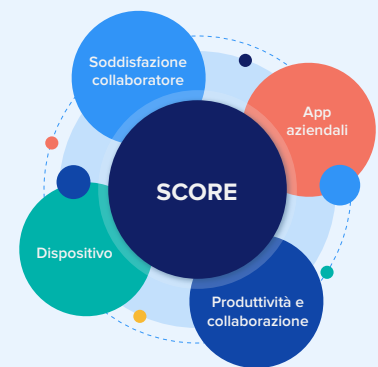 Soddisfazione
collaboratore
App
aziendali
SCORE
Dispositivo
Produttività e
collaborazione